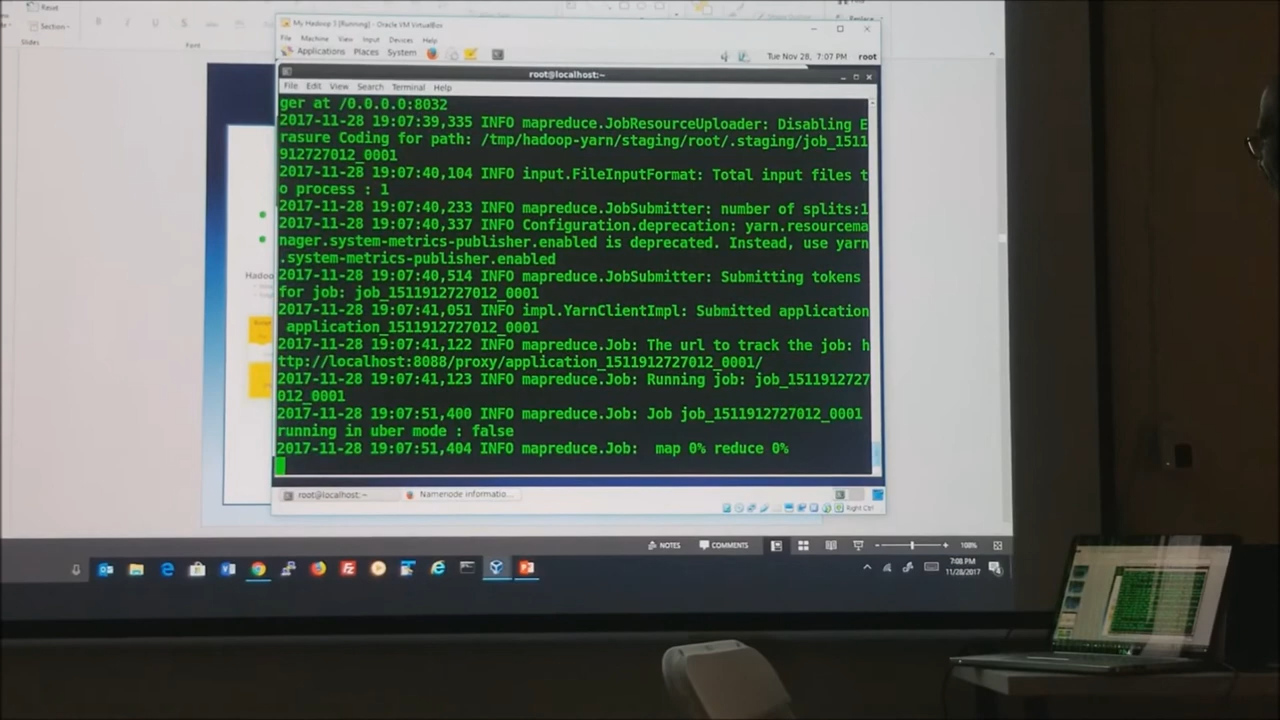 Reuse
Section
Slides
Font
My Hadoop 3 [Running] - Oracle VM VirtualBox
File Machine View Input Devices Help
Applications Places System
Tue Nov 28, 7:07 PM root
root@localhost:~
File Edit View Search Terminal Help
ger at /0.0.0.0:8032
2017-11-28 19:07:39,335 INFO mapreduce.JobResourceUploader: Disabling E
rasure Coding for path: /tmp/hadoop-yarn/staging/root/.staging/job_1511
912727012_0001
2017-11-28 19:07:40,104 INFO input.FileInputFormat: Total input files t
o process : 1
2017-11-28 19:07:40,233 INFO mapreduce.JobSubmitter: number of splits:1
2017-11-28 19:07:40,337 INFO Configuration.deprecation: yarn.resourcema
nager.system-metrics-publisher.enabled is deprecated. Instead, use yarn
.system-metrics-publisher.enabled
2017-11-28 19:07:40,514 INFO mapreduce.JobSubmitter: Submitting tokens
for job: job_1511912727012_0001
2017-11-28 19:07:41,051 INFO impl.YarnClientImpl: Submitted application
application_1511912727012_0001
2017-11-28 19:07:41,122 INFO mapreduce.Job: The url to track the job: h
ttp://localhost:8088/proxy/application_1511912727012_0001/
2017-11-28 19:07:41,123 INFO mapreduce.Job: Running job: job_1511912727
012_0001
2017-11-28 19:07:51,400 INFO mapreduce.Job: Job job_1511912727012_0001
running in uber mode : false
2017-11-28 19:07:51,404 INFO mapreduce.Job: map 0% reduce 0%
Hadoo
root@localhost:~
Namenode informatio...
Right Ctrl
NOTES COMMENTS 108%
7:08 PM
11/28/2017